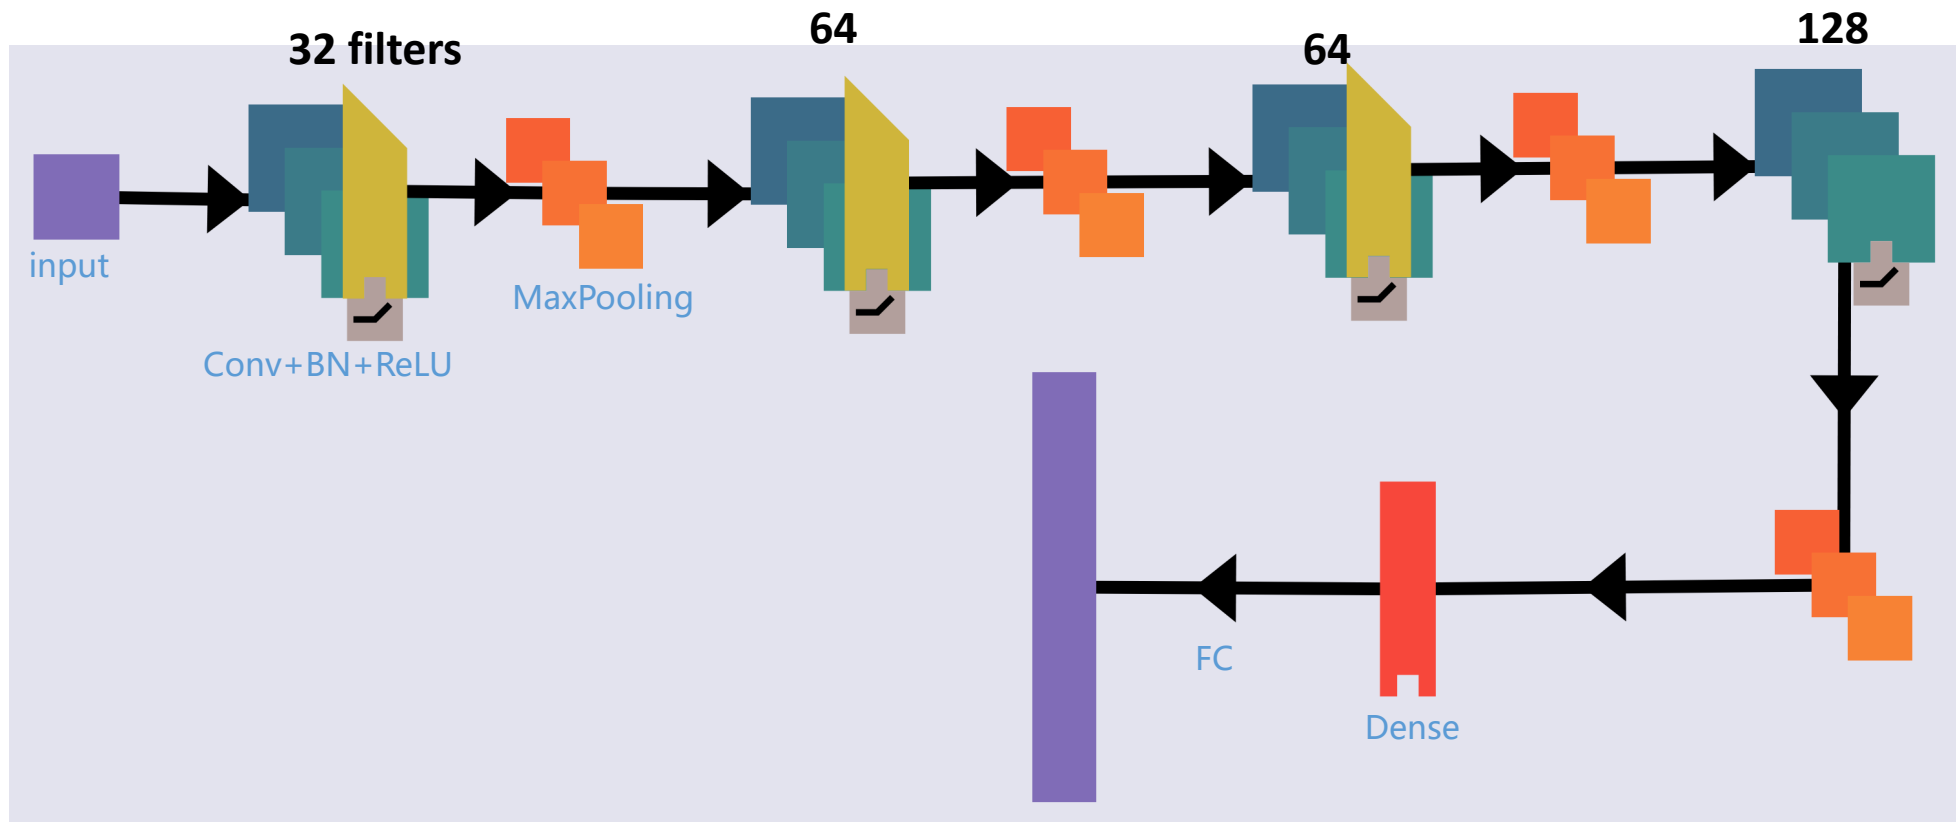 32 filters
64
64
128
input
MaxPooling
Conv+BN+ReLU
FC
Dense